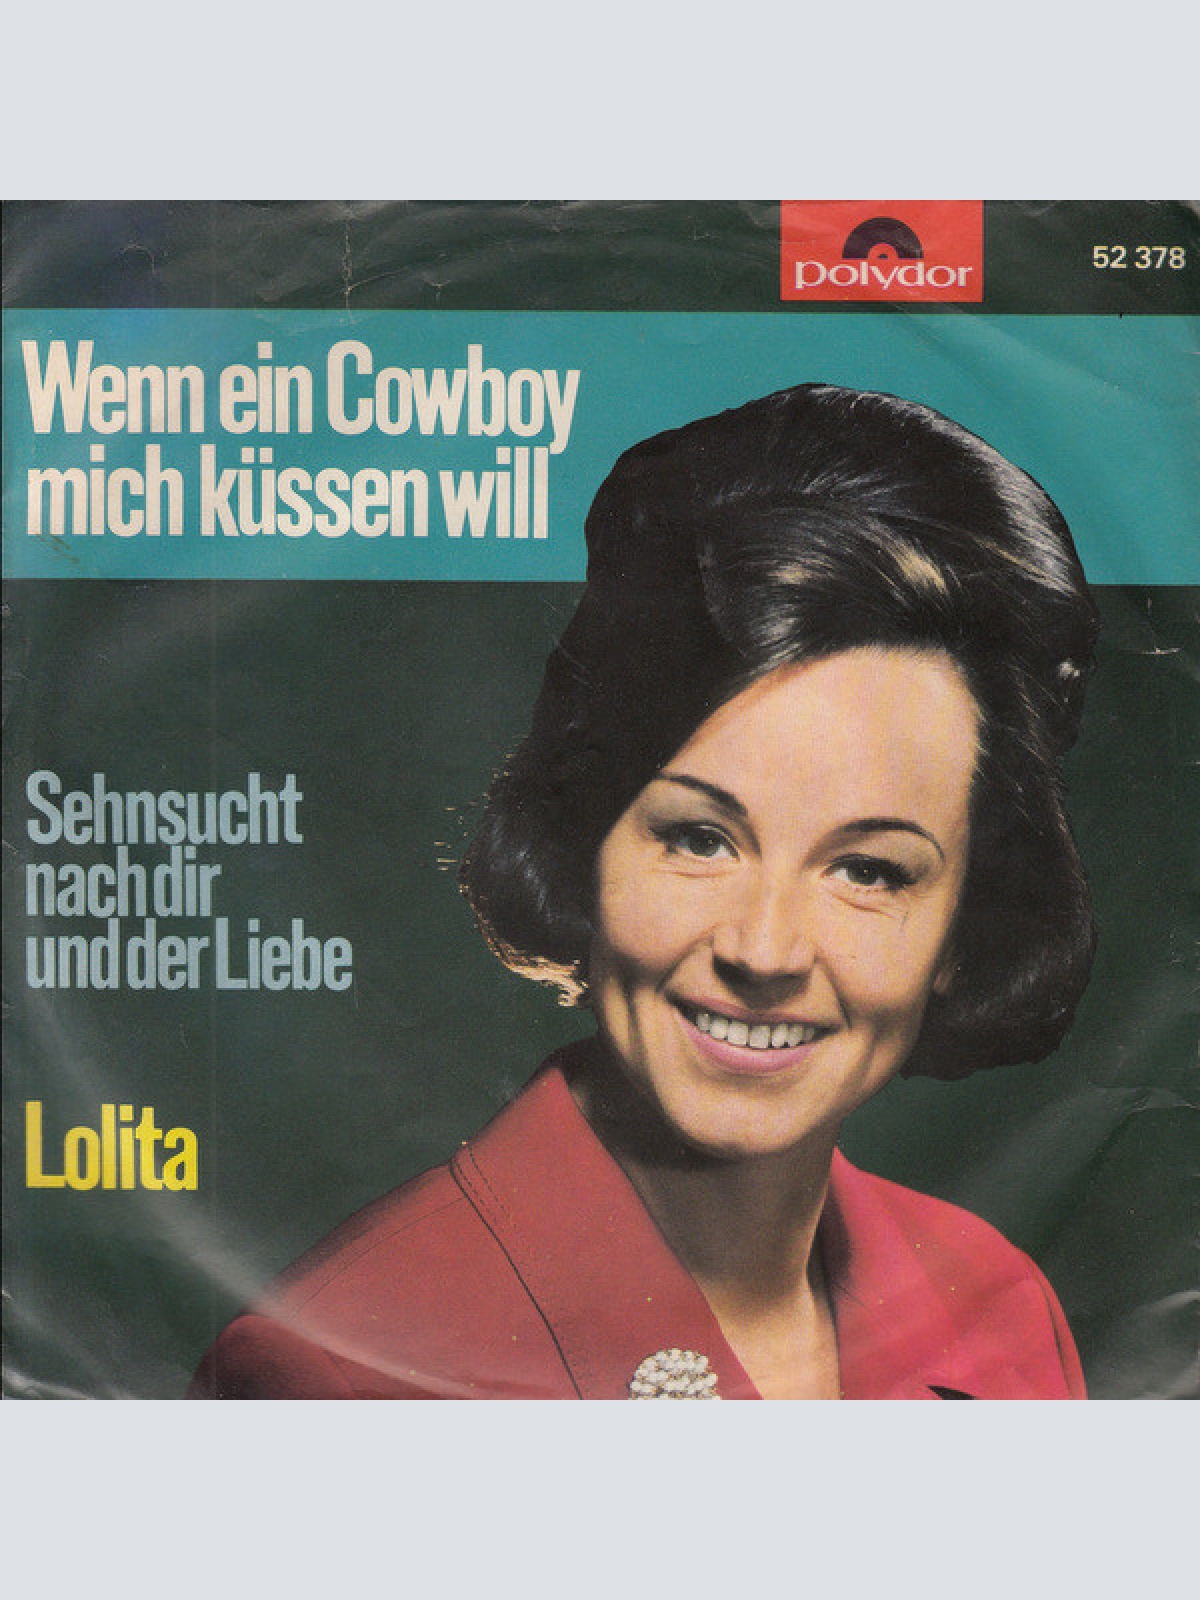 polydor
52 378
Wenn ein Cowboy
mich küssen will
Sehnsucht
nach dir
und der Liebe
Lolita